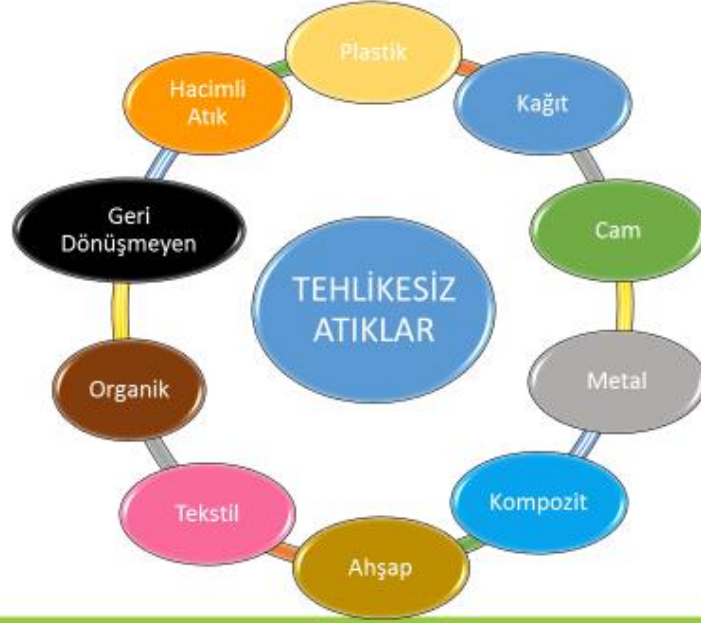 Plastik
Kağıt
Cam
Metal
Kompozit
Ahşap
Tekstil
Organik
Geri
Dönüşmeyen
Hacimli
Atık
TEHLİKESİZ
ATIKLAR